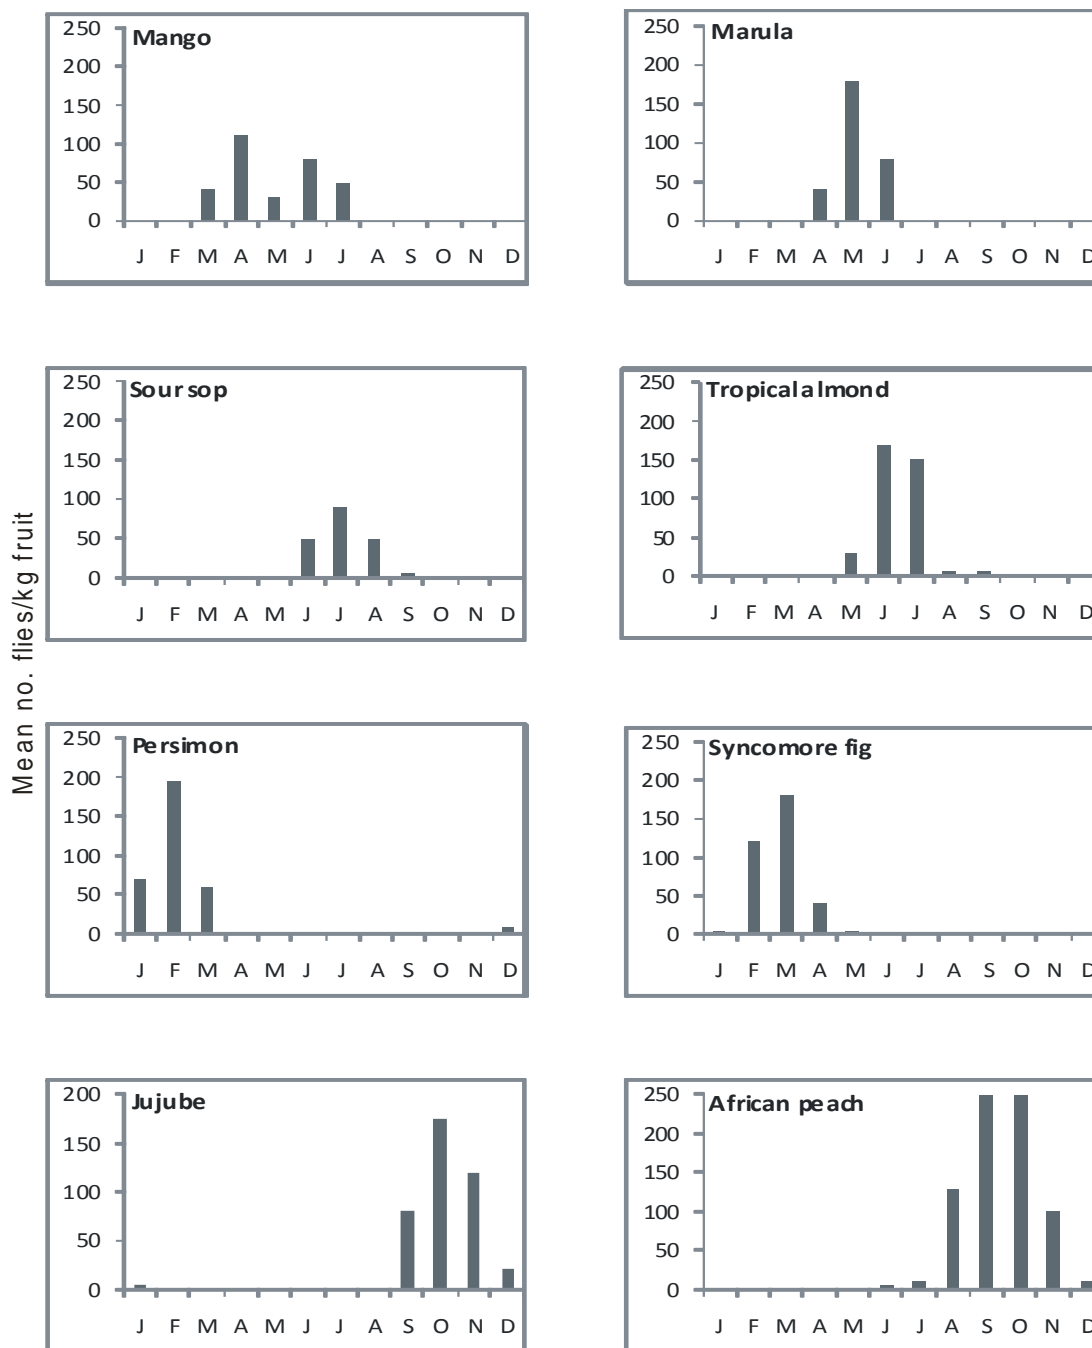 Mean no. flies/kg fruit
Mango
250
200
150
100
50
0
J F M A M J J A S O N D
Marula
250
200
150
100
50
0
J F M A M J J A S O N D
Sour sop
250
200
150
100
50
0
J F M A M J J A S O N D
Tropical almond
250
200
150
100
50
0
J F M A M J J A S O N D
Persimon
250
200
150
100
50
0
J F M A M J J A S O N D
Syncomore fig
250
200
150
100
50
0
J F M A M J J A S O N D
Jujube
200
150
100
50
0
J F M A M J J A S O N D
African peach
250
200
150
100
50
0
J F M A M J J A S O N D